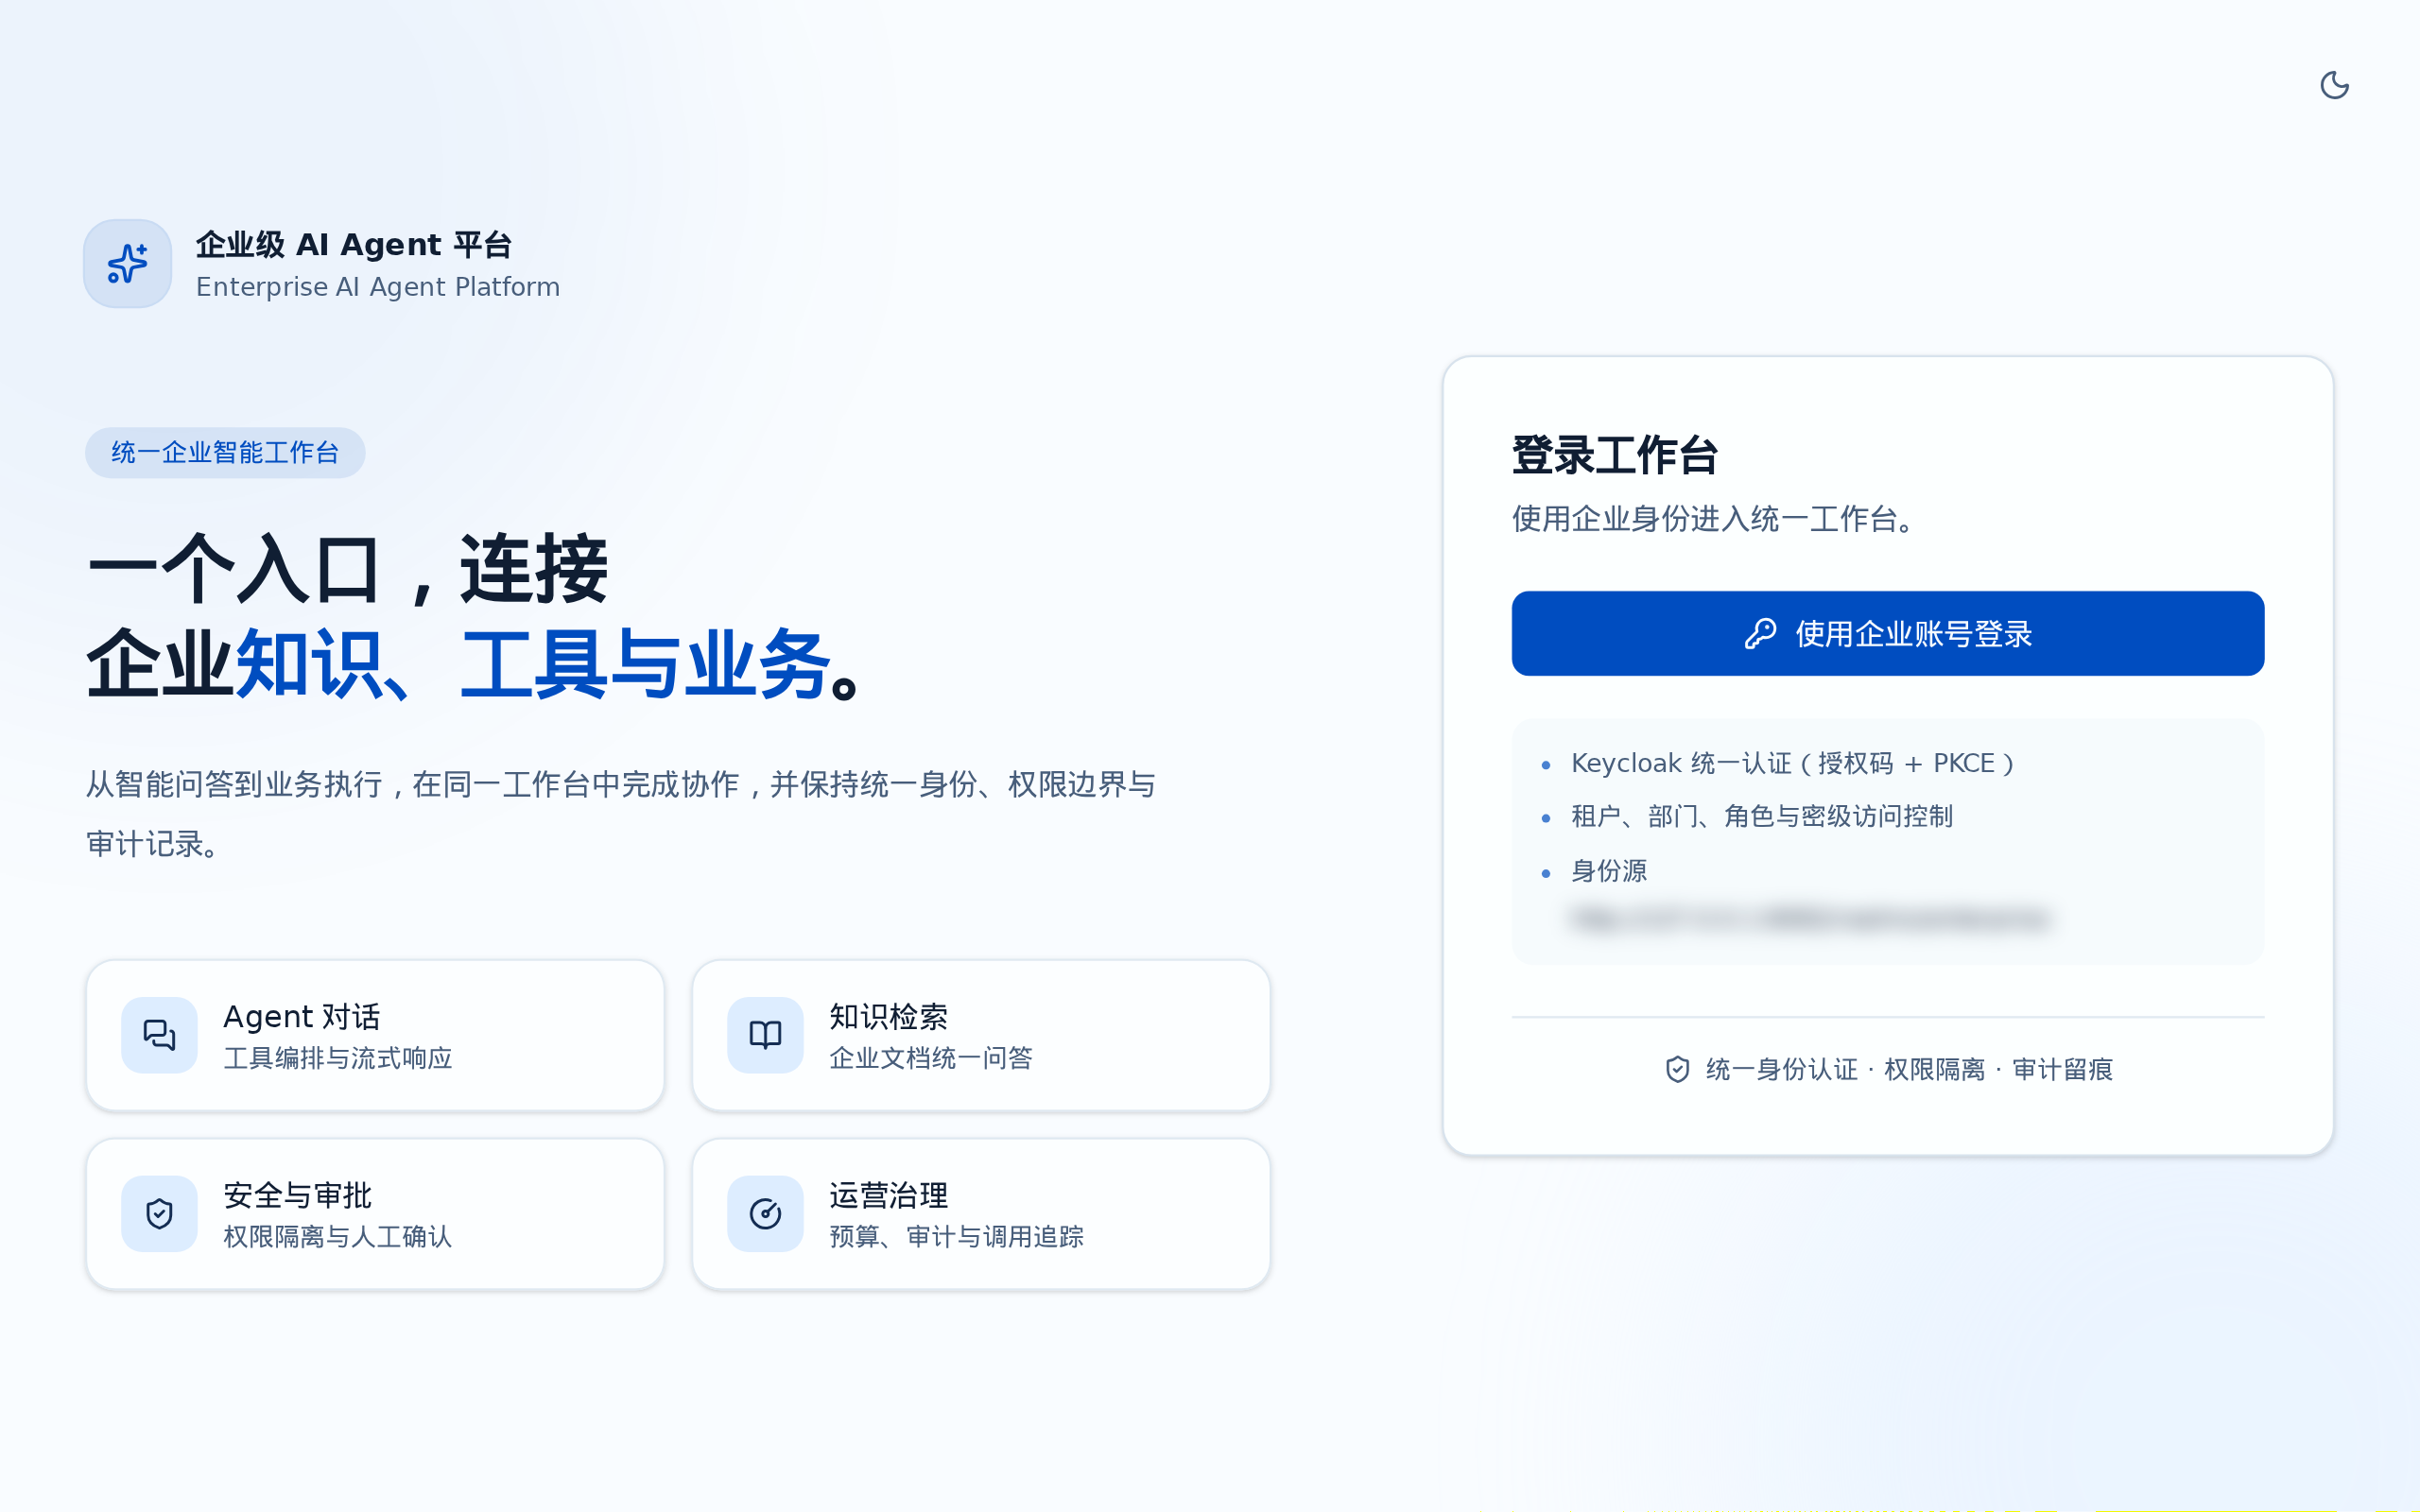 企业级 AI Agent 平台
Enterprise AI Agent Platform
统一企业智能工作台
一个入口，连接
企业知识、工具与业务。
从智能问答到业务执行，在同一工作台中完成协作，并保持统一身份、权限边界与
审计记录。
Agent 对话
工具编排与流式响应
知识检索
企业文档统一问答
安全与审批
权限隔离与人工确认
运营治理
预算、审计与调用追踪
登录工作台
使用企业身份进入统一工作台。
使用企业账号登录
• Keycloak 统一认证（授权码 + PKCE）
• 租户、部门、角色与密级访问控制
• 身份源
统一身份认证 · 权限隔离 · 审计留痕